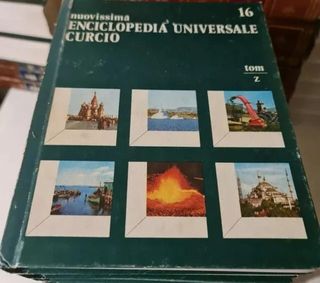 nuovissima
ENCICLOPEDIA UNIVERSALE
CURCIO
16
tom
z